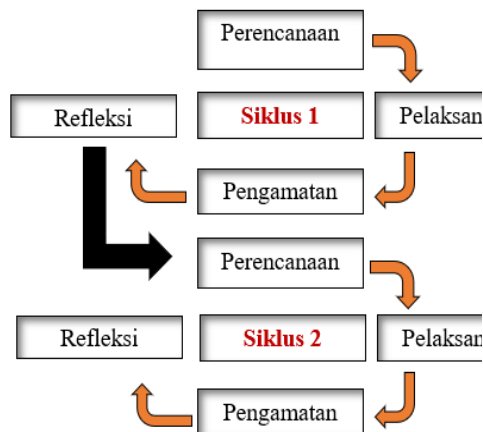 Perencanaan
Refleksi
Siklus 1
Pelaksan
Pengamatan
Perencanaan
Refleksi
Siklus 2
Pelaksan
Pengamatan